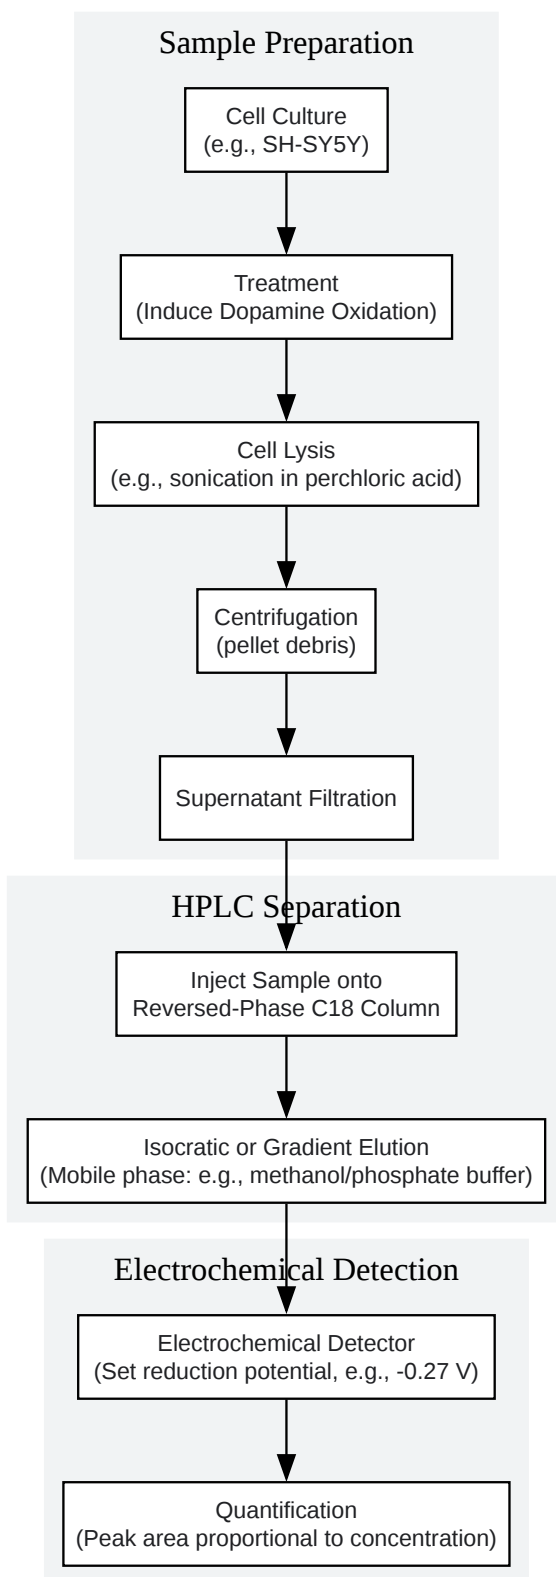 Sample Preparation
Cell Culture
(e.g., SH-SY5Y)
Treatment
(Induce Dopamine Oxidation)
Cell Lysis
(e.g., sonication in perchloric acid)
Centrifugation
(pellet debris)
Supernatant Filtration
HPLC Separation
Inject Sample onto
Reversed-Phase C18 Column
Isocratic or Gradient Elution
(Mobile phase: e.g., methanol/phosphate buffer)
Electrochemical Detection
Electrochemical Detector
(Set reduction potential, e.g., -0.27 V)
Quantification
(Peak area proportional to concentration)